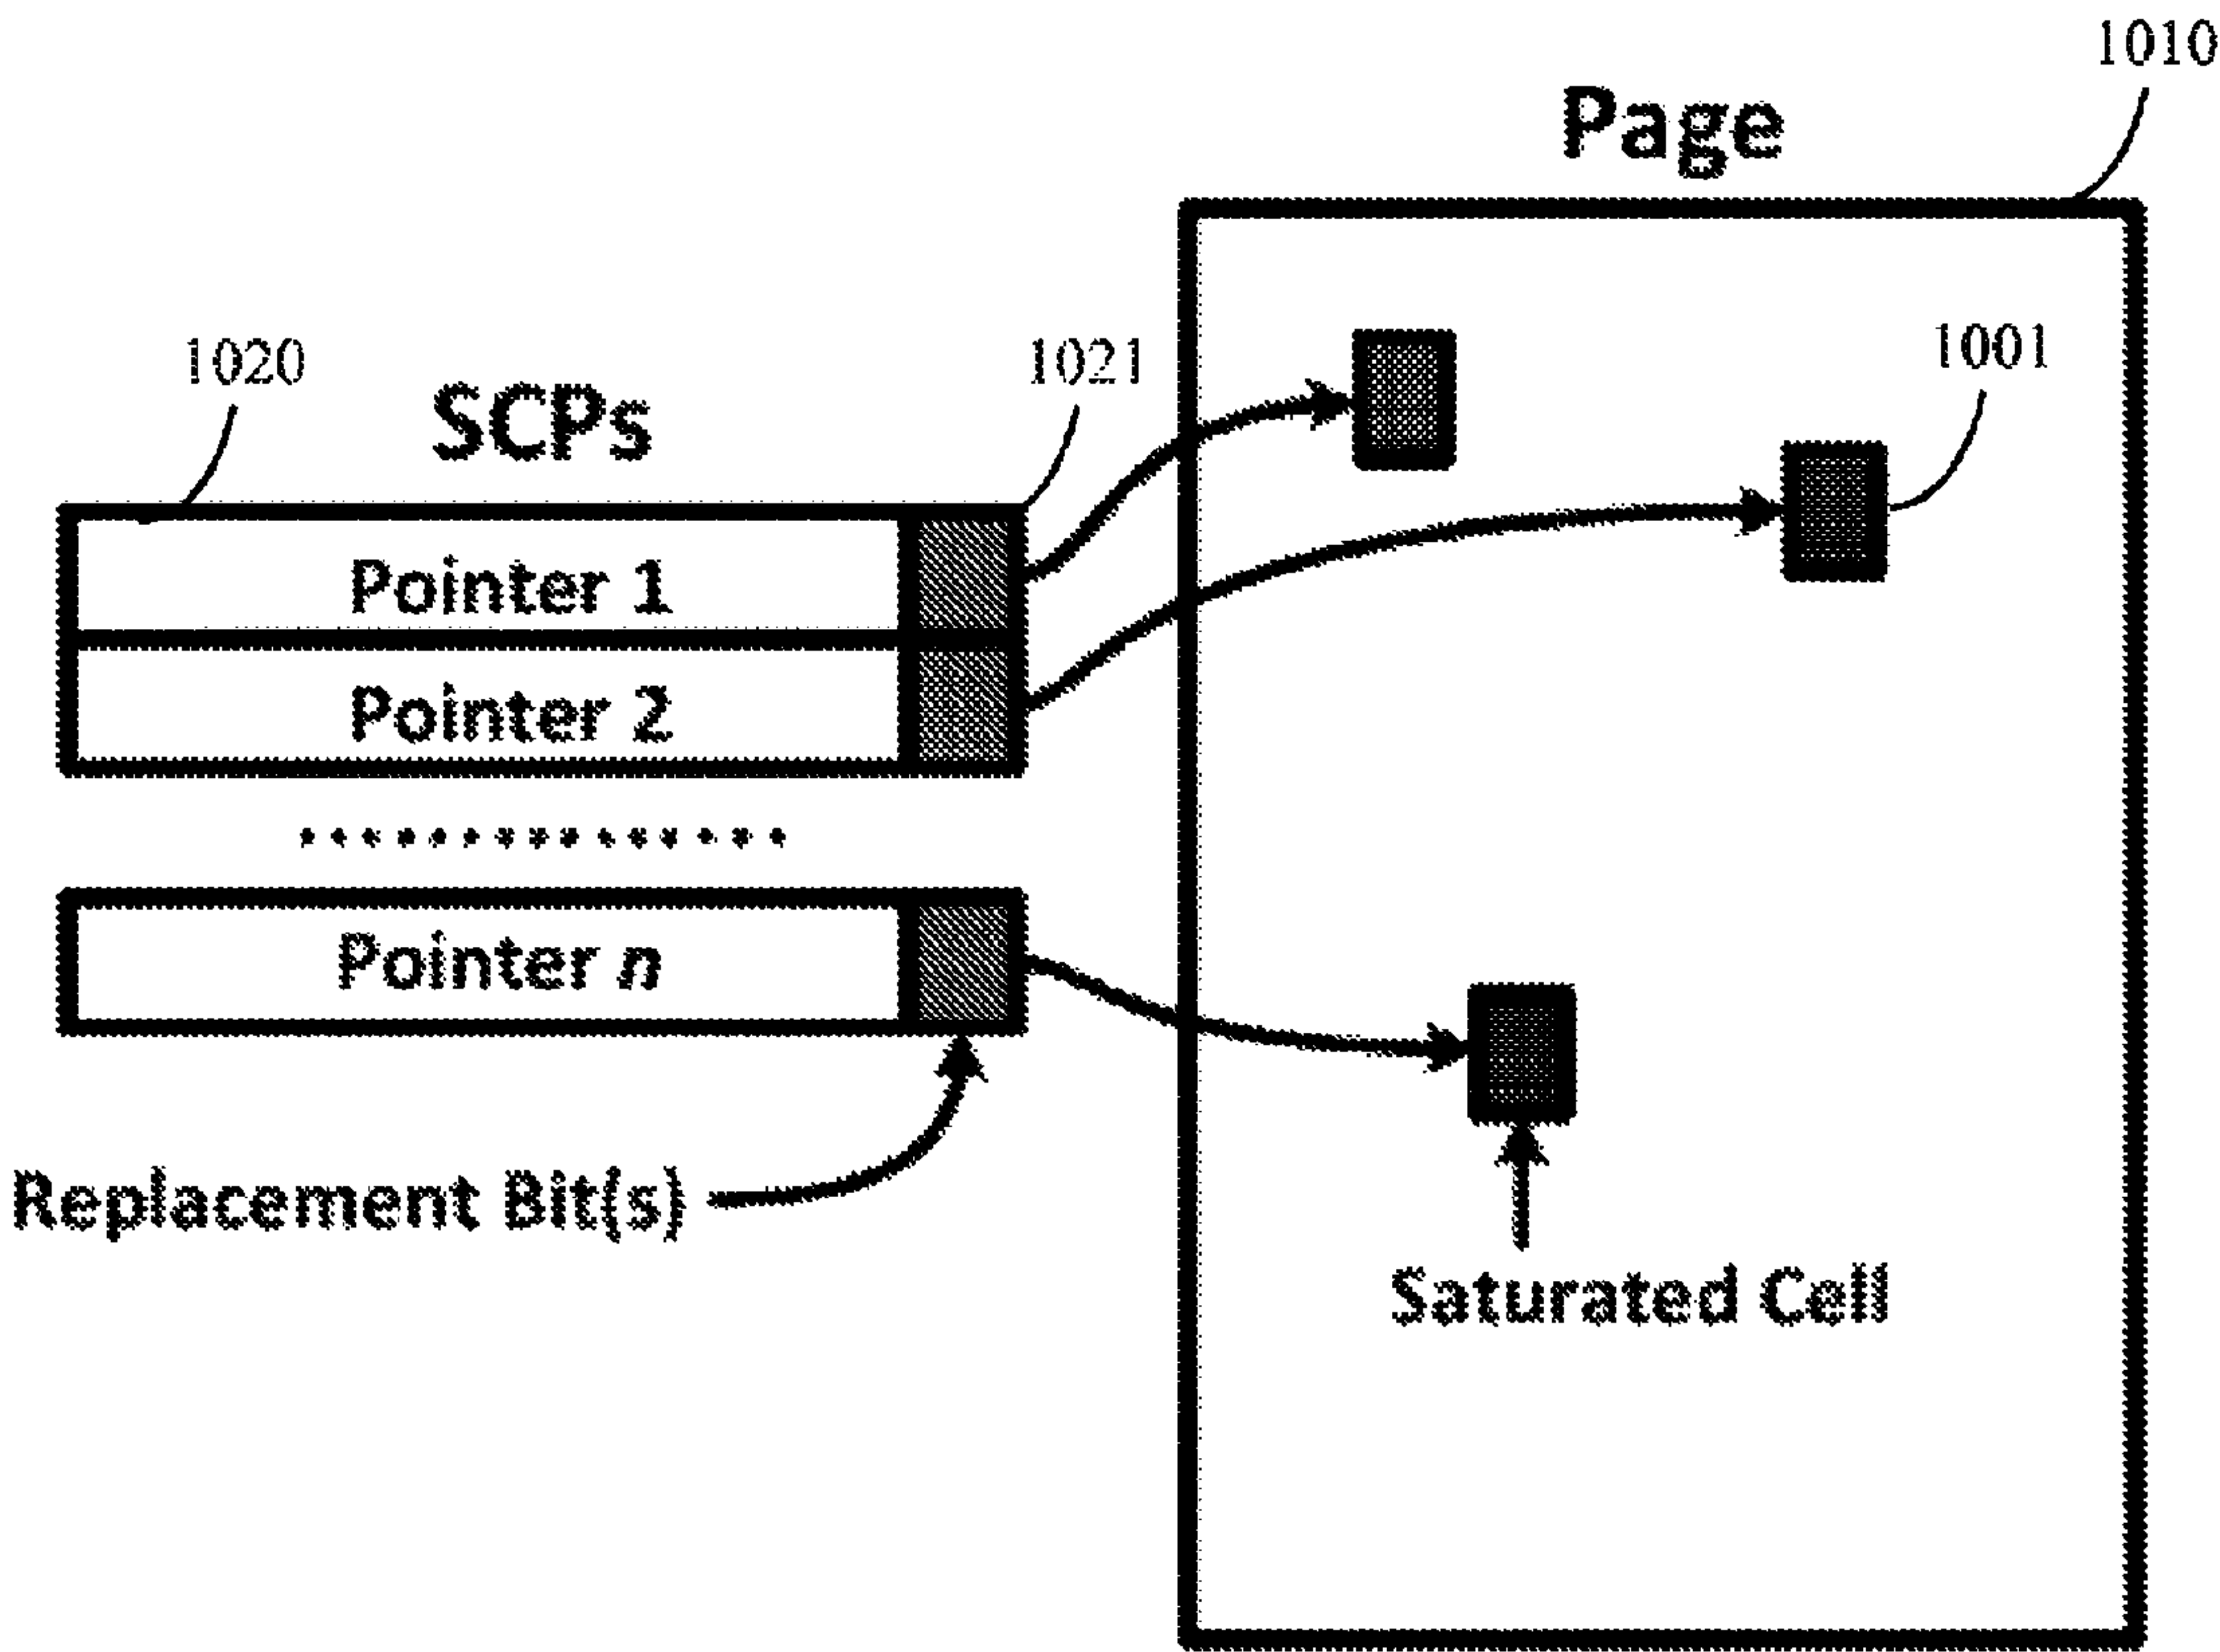 1010
Page
1020
SCPs
1021
1001
Pointer 1
Pointer 2
Pointer n
Replacement Bit(s)
Saturated Cell